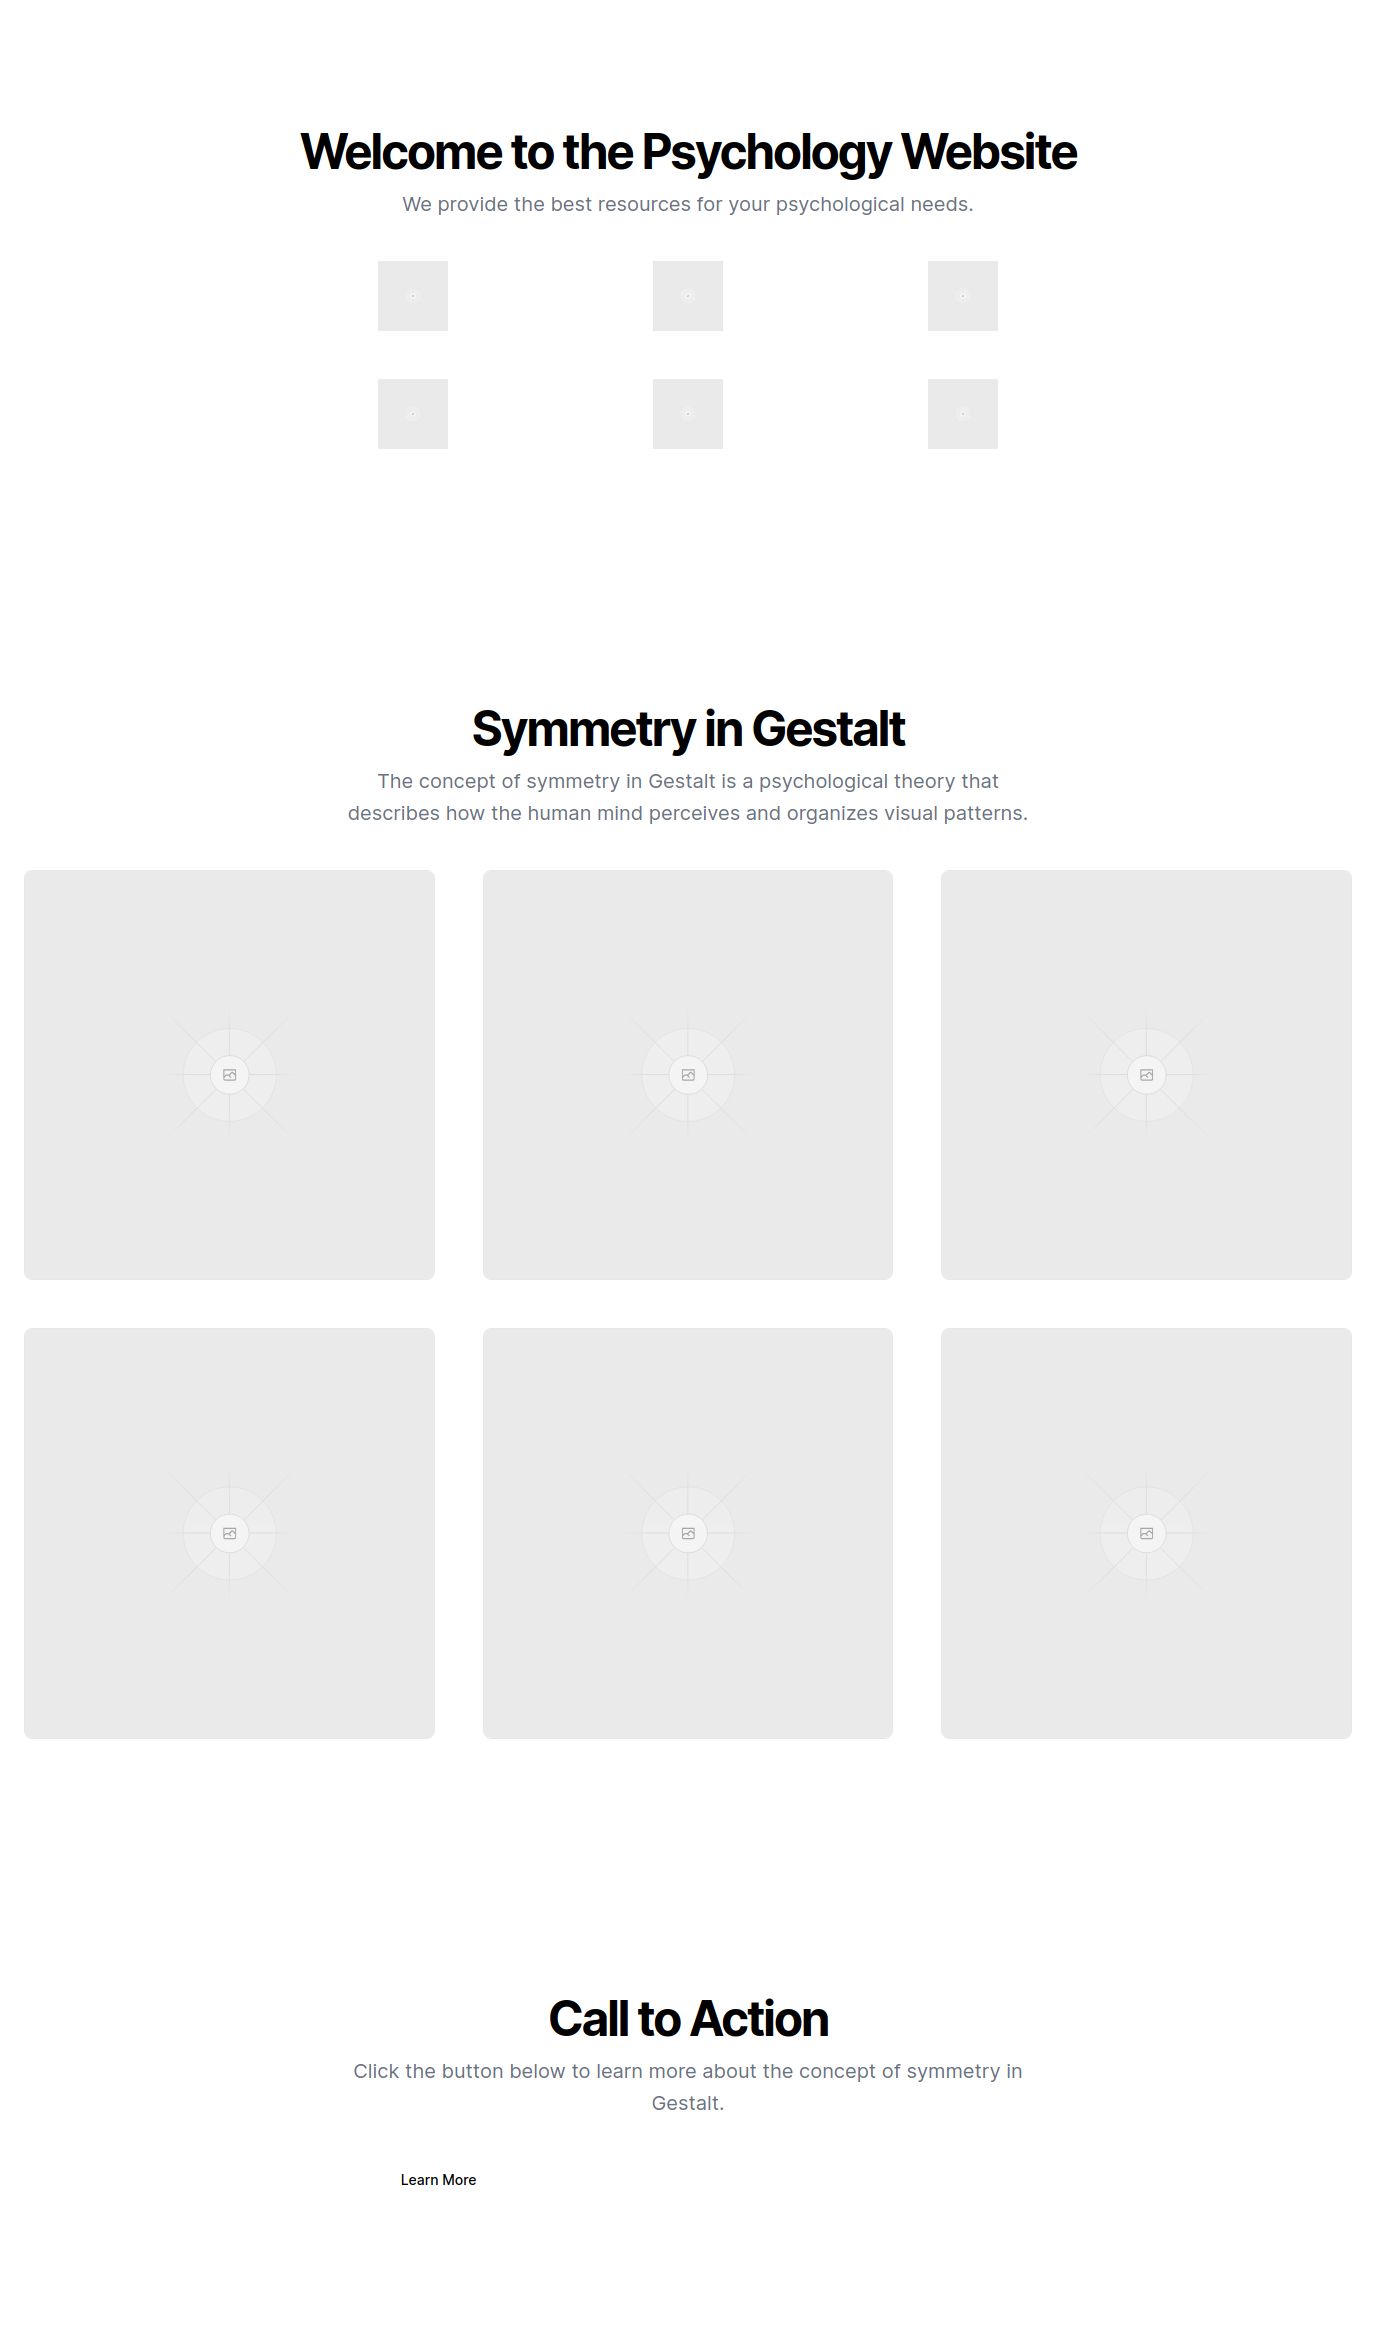 Welcome to the Psychology Website
We provide the best resources for your psychological needs.
Symmetry in Gestalt
The concept of symmetry in Gestalt is a psychological theory that
describes how the human mind perceives and organizes visual patterns.
Call to Action
Click the button below to learn more about the concept of symmetry in
Gestalt.
Learn More